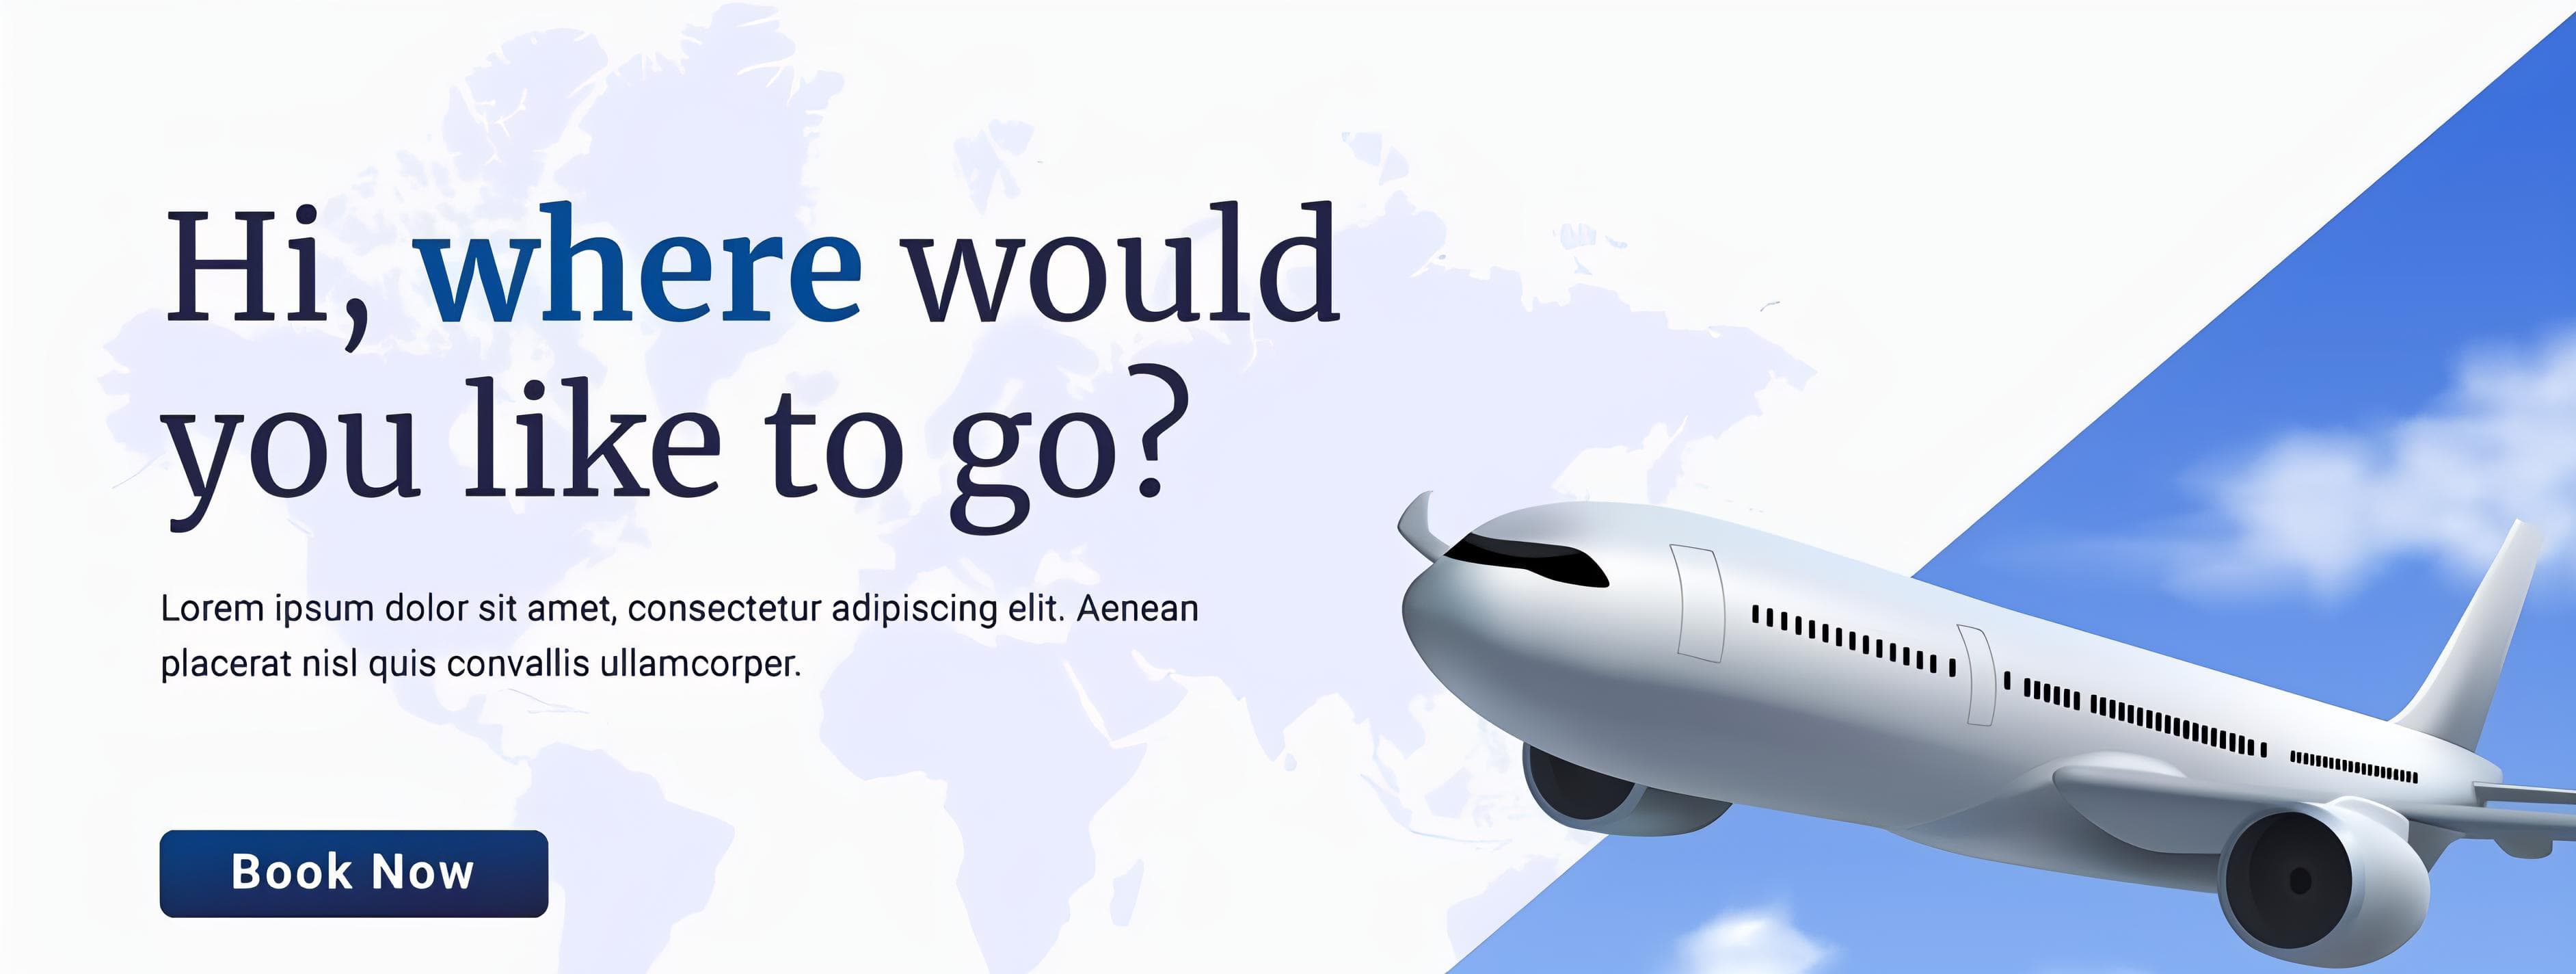 Hi, where would
you like to go?
Lorem ipsum dolor sit amet, consectetur adipiscing elit. Aenean
placerat nisl quis convallis ullamcorper.
Book Now